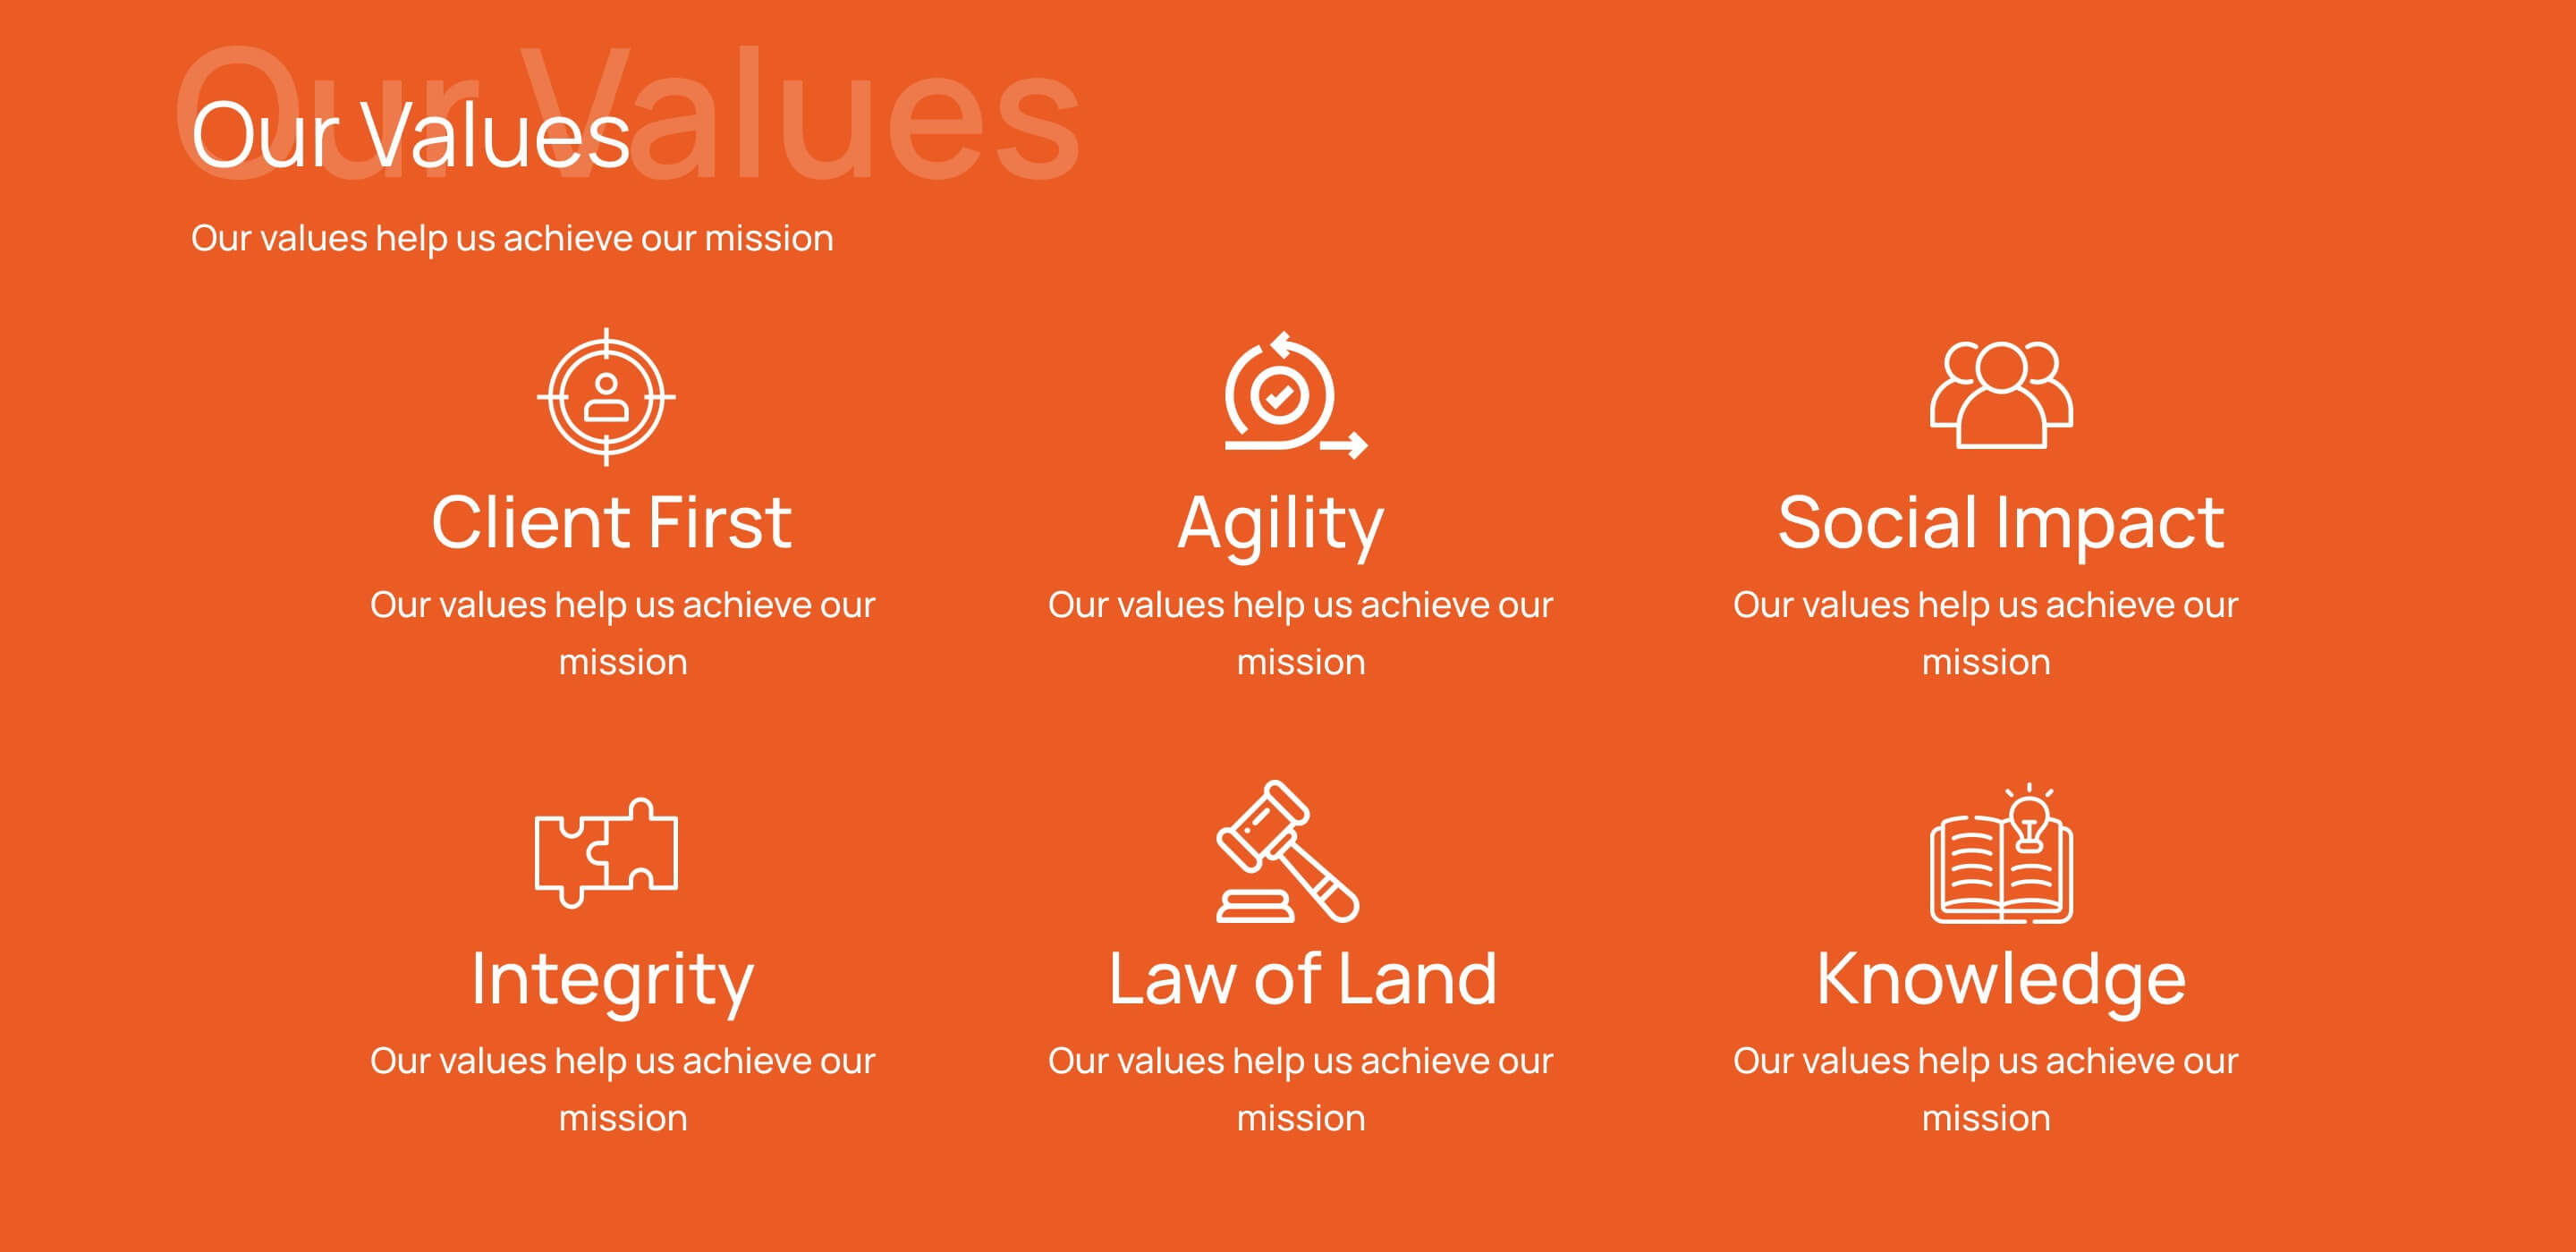 Our Values
Our Values
Our values help us achieve our mission
Client First
Our values help us achieve our
mission
Agility
Our values help us achieve our
mission
Social Impact
Our values help us achieve our
mission
Integrity
Our values help us achieve our
mission
Law of Land
Our values help us achieve our
mission
Knowledge
Our values help us achieve our
mission